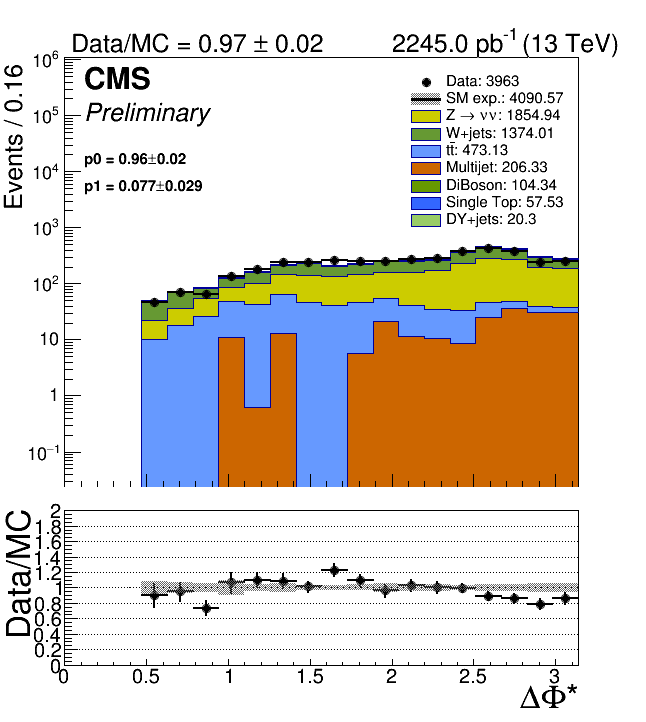 Data/MC = 0.97 ± 0.02 2245.0 pb⁻¹ (13 TeV)
Events / 0.16
10⁶
10⁵
10⁴
10³
10²
10
1
10⁻¹
CMS
Preliminary
p0 = 0.96±0.02
p1 = 0.077±0.029
Data: 3963
SM exp.: 4090.57
Z → νν: 1854.94
W+jets: 1374.01
tt̄: 473.13
Multijet: 206.33
DiBoson: 104.34
Single Top: 57.53
DY+jets: 20.3
Data/MC
2
1.8
1.6
1.4
1.2
1.0
0.8
0.6
0.4
0.2
0
0 0.5 1 1.5 2 2.5 3
ΔΦ*